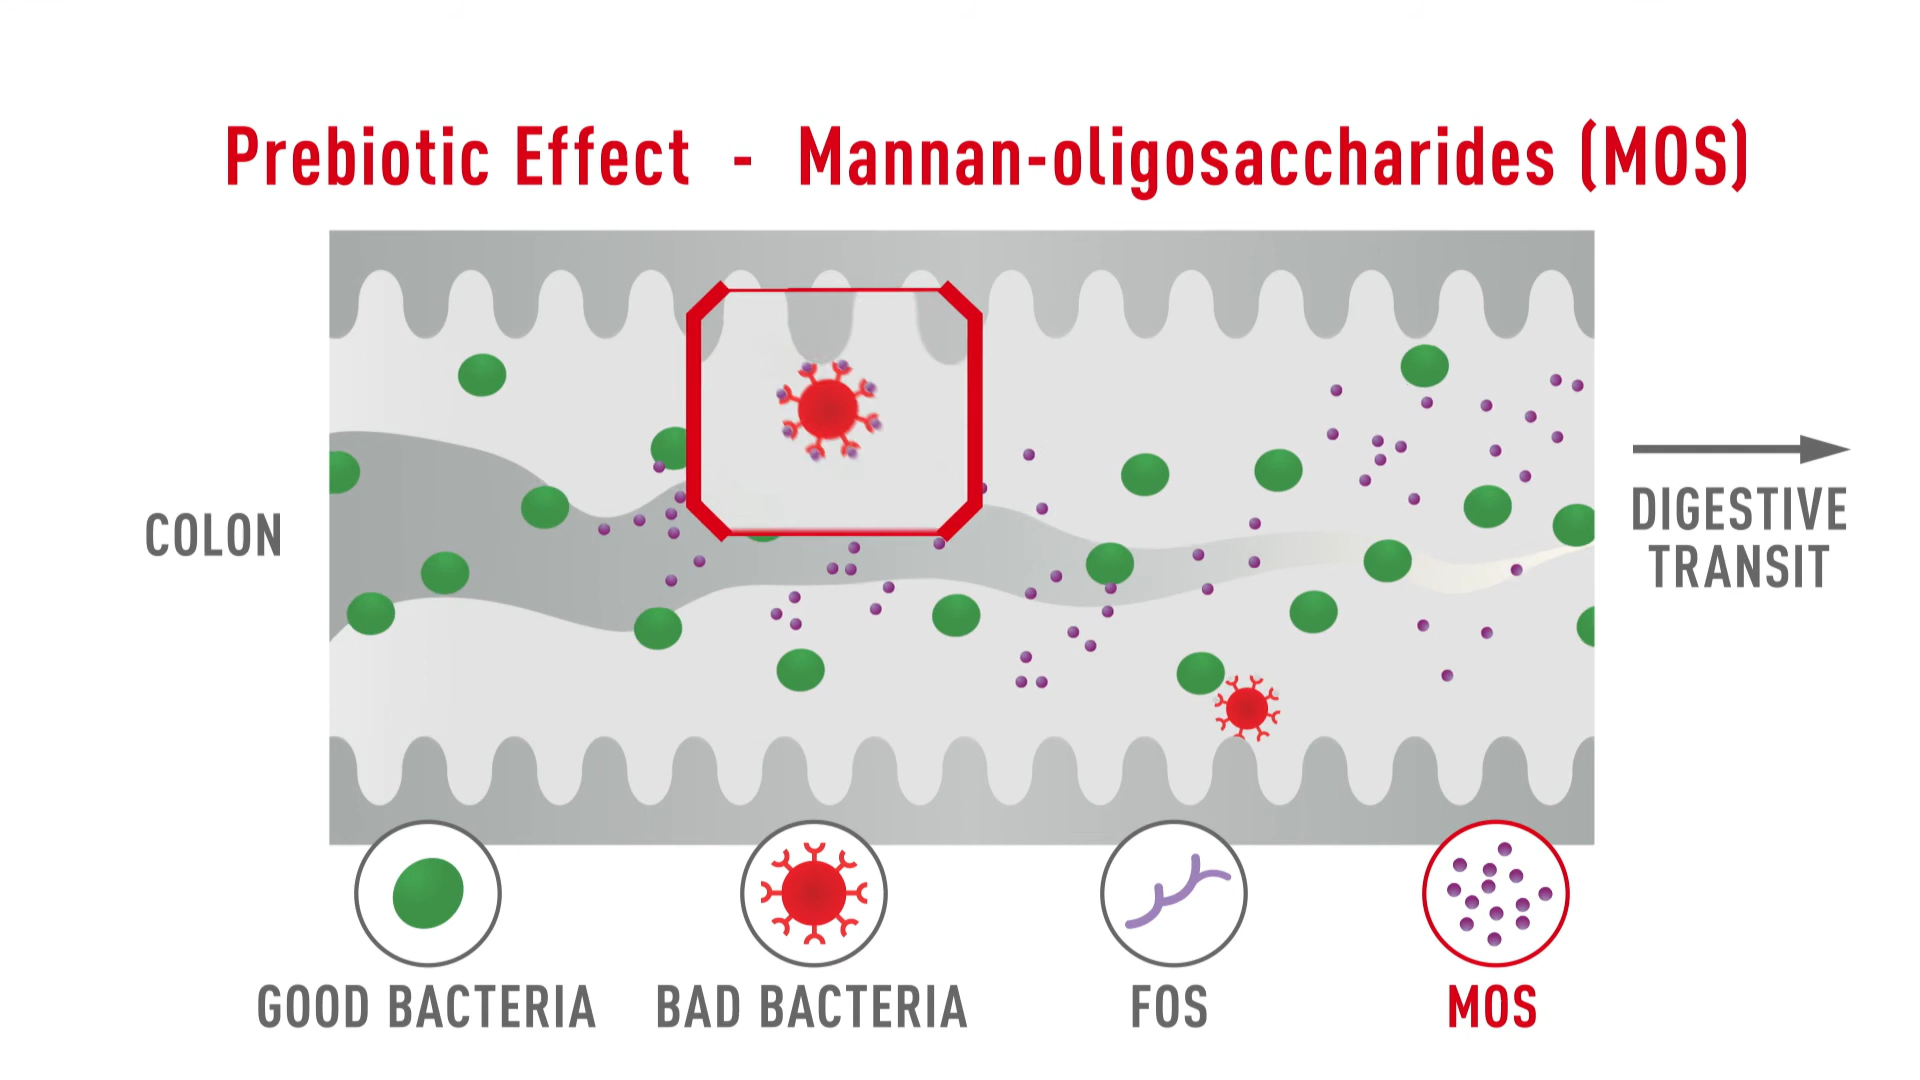 Prebiotic Effect - Mannan-oligosaccharides (MOS)
COLON
DIGESTIVE
TRANSIT
GOOD BACTERIA
BAD BACTERIA
FOS
MOS